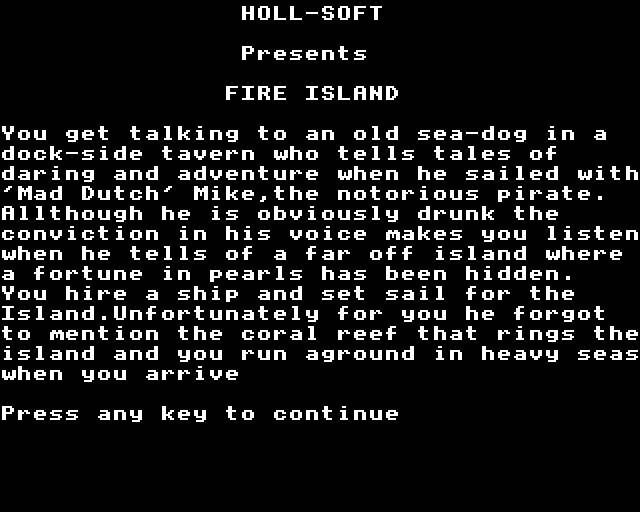 HOLL-SOFT
Presents
FIRE ISLAND
You get talking to an old sea-dog in a
dock-side tavern who tells tales of
daring and adventure when he sailed with
'Mad Dutch' Mike,the notorious pirate.
Allthough he is obviously drunk the
conviction in his voice makes you listen
when he tells of a far off island where
a fortune in pearls has been hidden.
You hire a ship and set sail for the
Island.Unfortunately for you he forgot
to mention the coral reef that rings the
island and you run aground in heavy seas
when you arrive
Press any key to continue